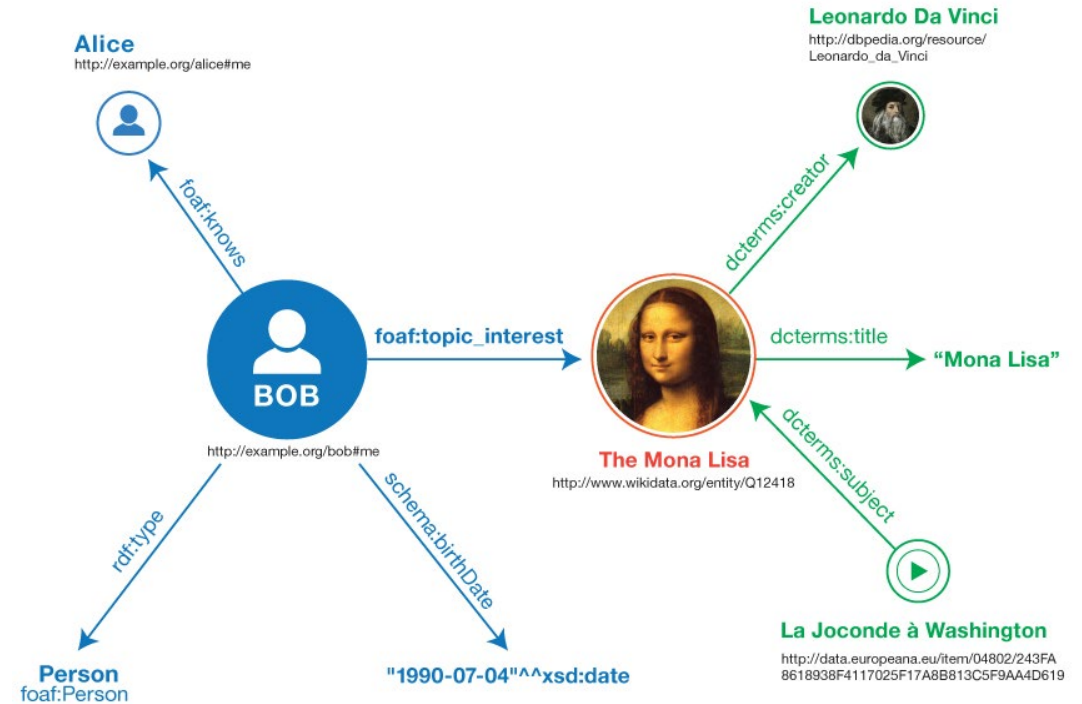 Leonardo Da Vinci
http://dbpedia.org/resource/
Leonardo_da_Vinci
Alice
http://example.org/alice#me
foaf:knows
dcterms:creator
foaf:topic_interest
dcterms:title
BOB
“Mona Lisa”
http://example.org/bob#me
dcterms:subject
The Mona Lisa
http://www.wikidata.org/entity/Q12418
rdf:type
schema:birthDate
La Joconde à Washington
http://data.europeana.eu/item/04802/243FA
8618938F4117025F17A8B813C5F9AA4D619
Person
foaf:Person
"1990-07-04"^^xsd:date